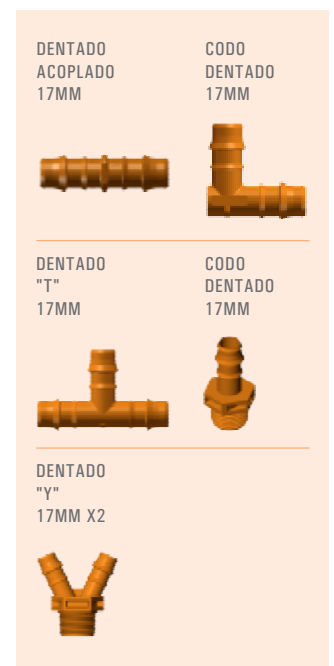 DENTADO
ACOPLADO
17MM
CODO
DENTADO
17MM
DENTADO
"T"
17MM
CODO
DENTADO
17MM
DENTADO
"Y"
17MM X2